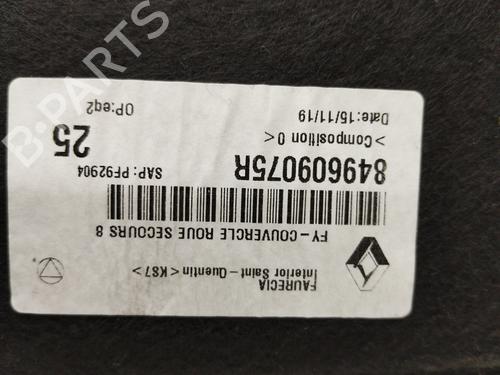 FAURECIA
Interior Saint-Quentin <K87>
FY-COUVERCLE ROUE SECOURS 8
849609075R
SAP: PF92904
25
>Composition 0<
OP:eq2
Date:15/11/19
B-PARTS